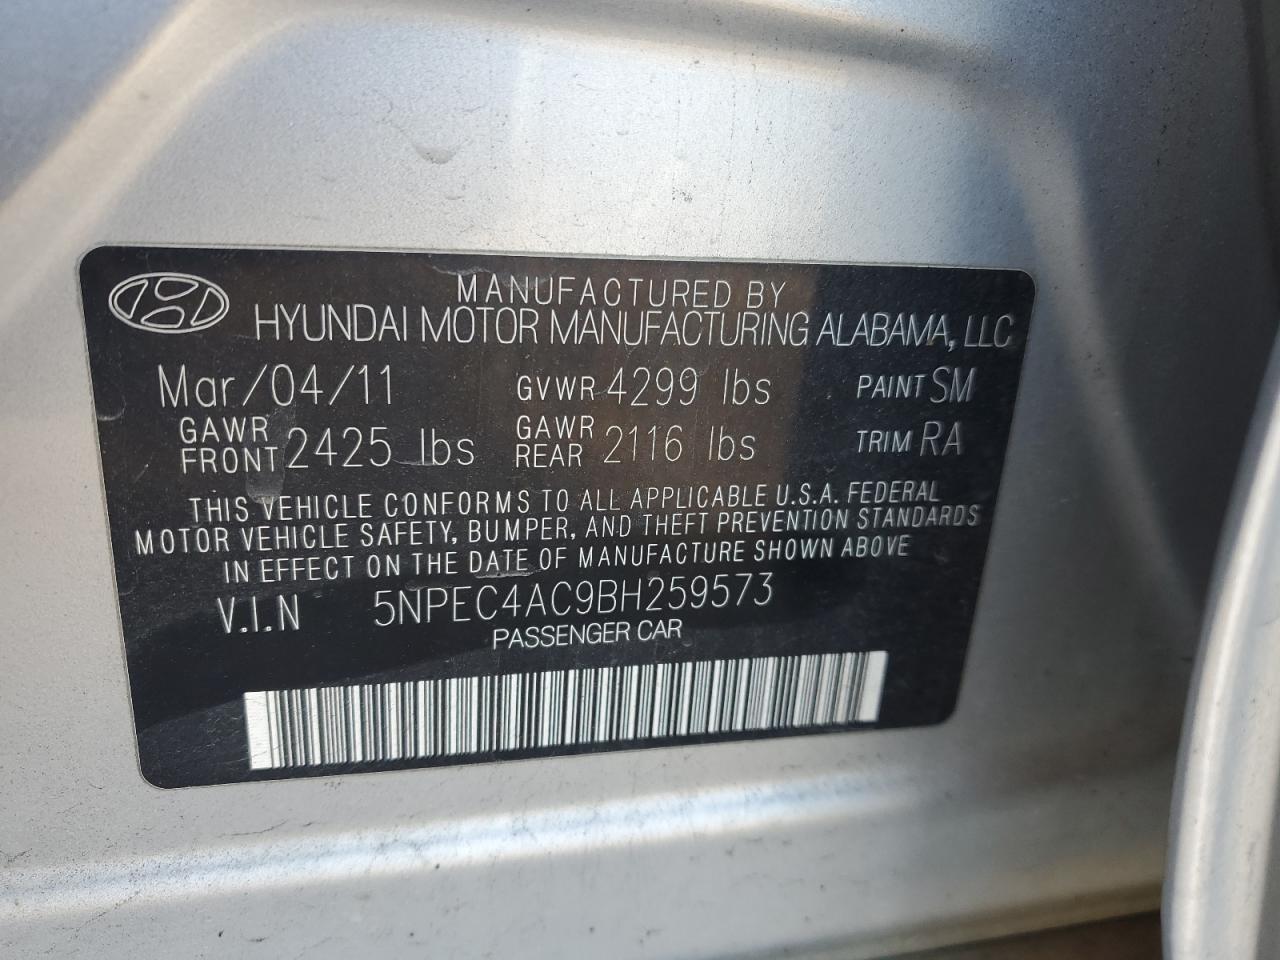 MANUFACTURED BY
HYUNDAI MOTOR MANUFACTURING ALABAMA, LLC
Mar/04/11 GVWR 4299 lbs PAINT SM
GAWR FRONT 2425 lbs GAWR REAR 2116 lbs TRIM RA
THIS VEHICLE CONFORMS TO ALL APPLICABLE U.S.A. FEDERAL
MOTOR VEHICLE SAFETY, BUMPER, AND THEFT PREVENTION STANDARDS
IN EFFECT ON THE DATE OF MANUFACTURE SHOWN ABOVE
V.I.N 5NPEC4AC9BH259573
PASSENGER CAR